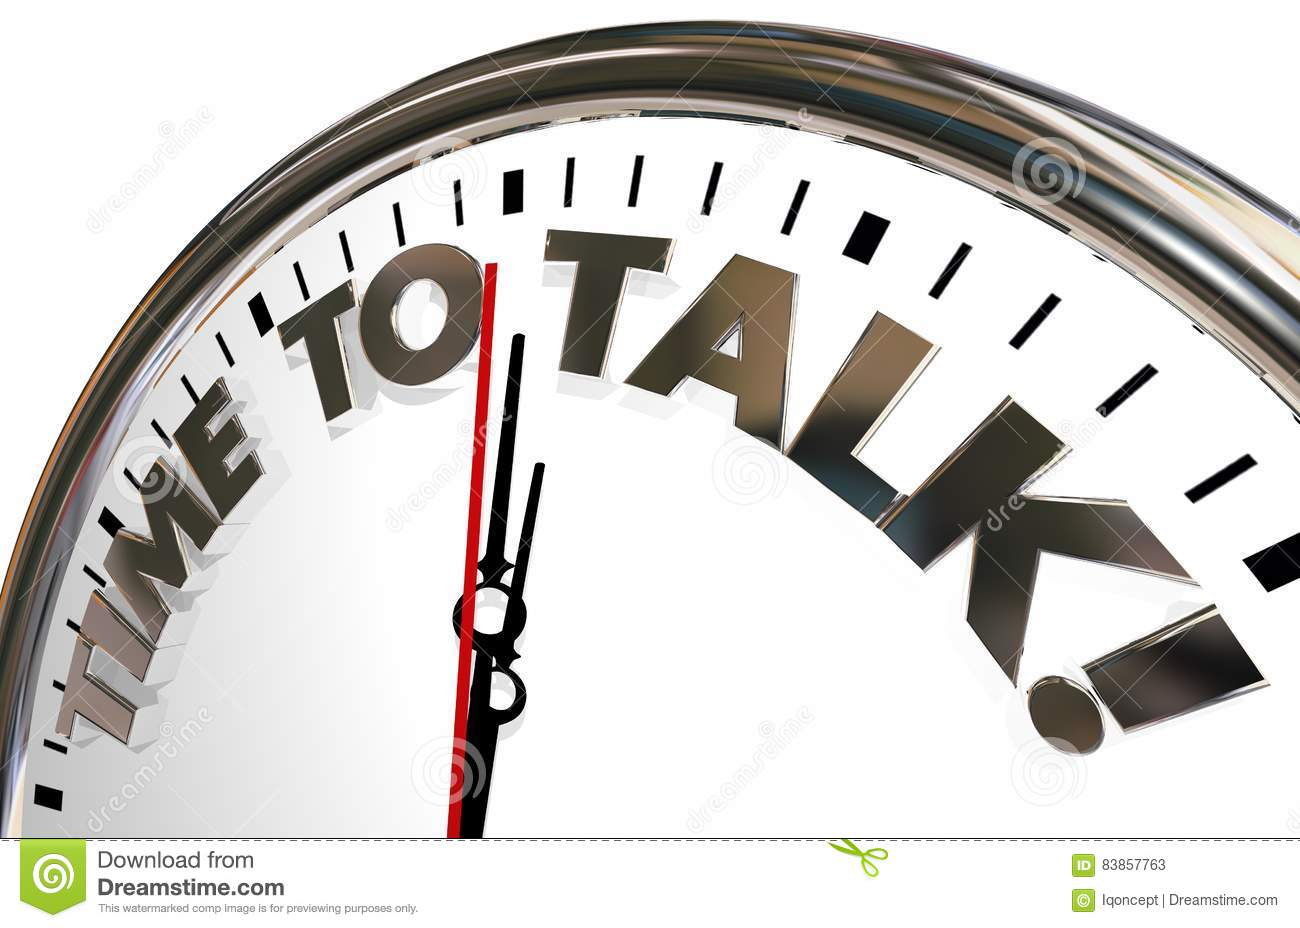 TIME TO TALK!
dreamstime
Download from
Dreamstime.com
This watermarked comp image is for previewing purposes only.
ID 83857763
© Iqoncept | Dreamstime.com